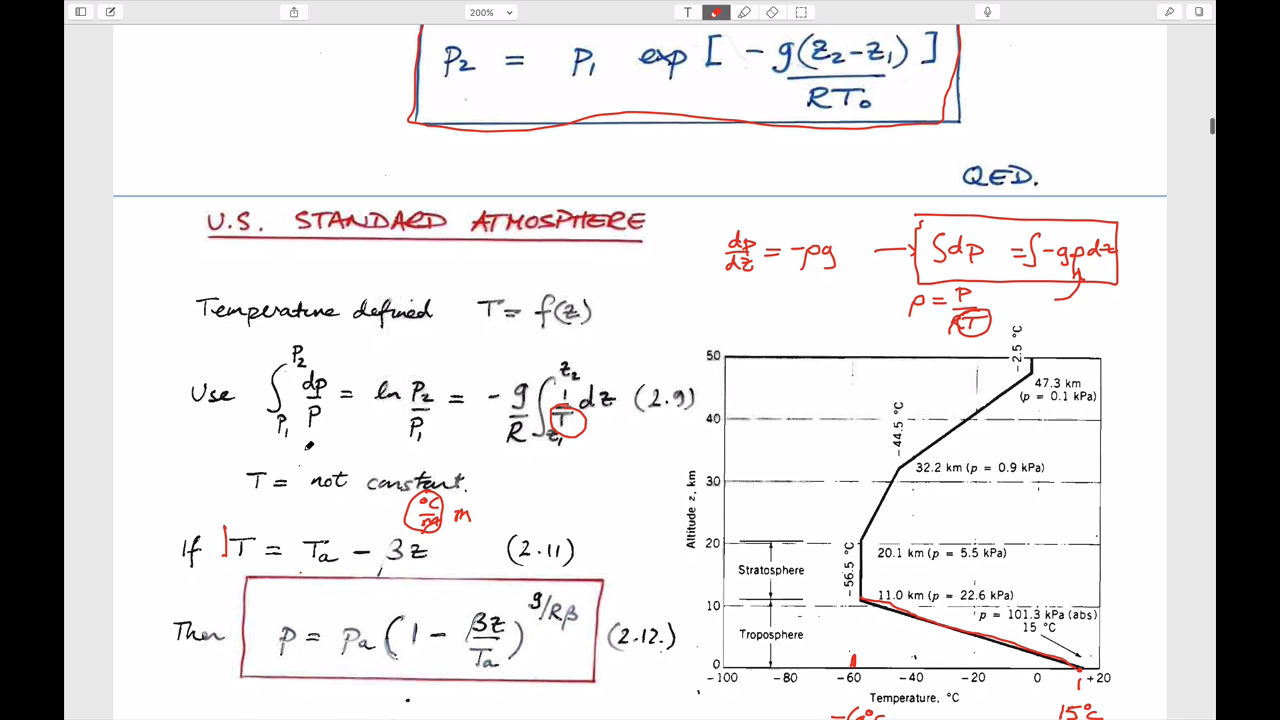 200%
P₂ = P₁ exp [ - g(z₂-z₁) / RT₀ ]
QED.
U.S. STANDARD ATMOSPHERE
dp/dz = -ρg → ∫dp = ∫-gρdz
ρ = P/RT
Temperature defined T = f(z)
Use ∫_{P₁}^{P₂} dp/p = ln P₂/P₁ = - g/R ∫_{z₁}^{z₂} 1/T dz (2.9)
T = not constant.
°C/m m
If T = Ta - βz (2.11)
Then p = pa (1 - βz/Ta)^{g/Rβ} (2.12.)
-2.5 °C
50
47.3 km
(p = 0.1 kPa)
-44.5 °C
40
32.2 km (p = 0.9 kPa)
30
Altitude z, km
20
20.1 km (p = 5.5 kPa)
Stratosphere
-56.5 °C
11.0 km (p = 22.6 kPa)
10
p = 101.3 kPa (abs)
15 °C
Troposphere
0
-100 -80 -60 -40 -20 0 +20
Temperature, °C
15°C